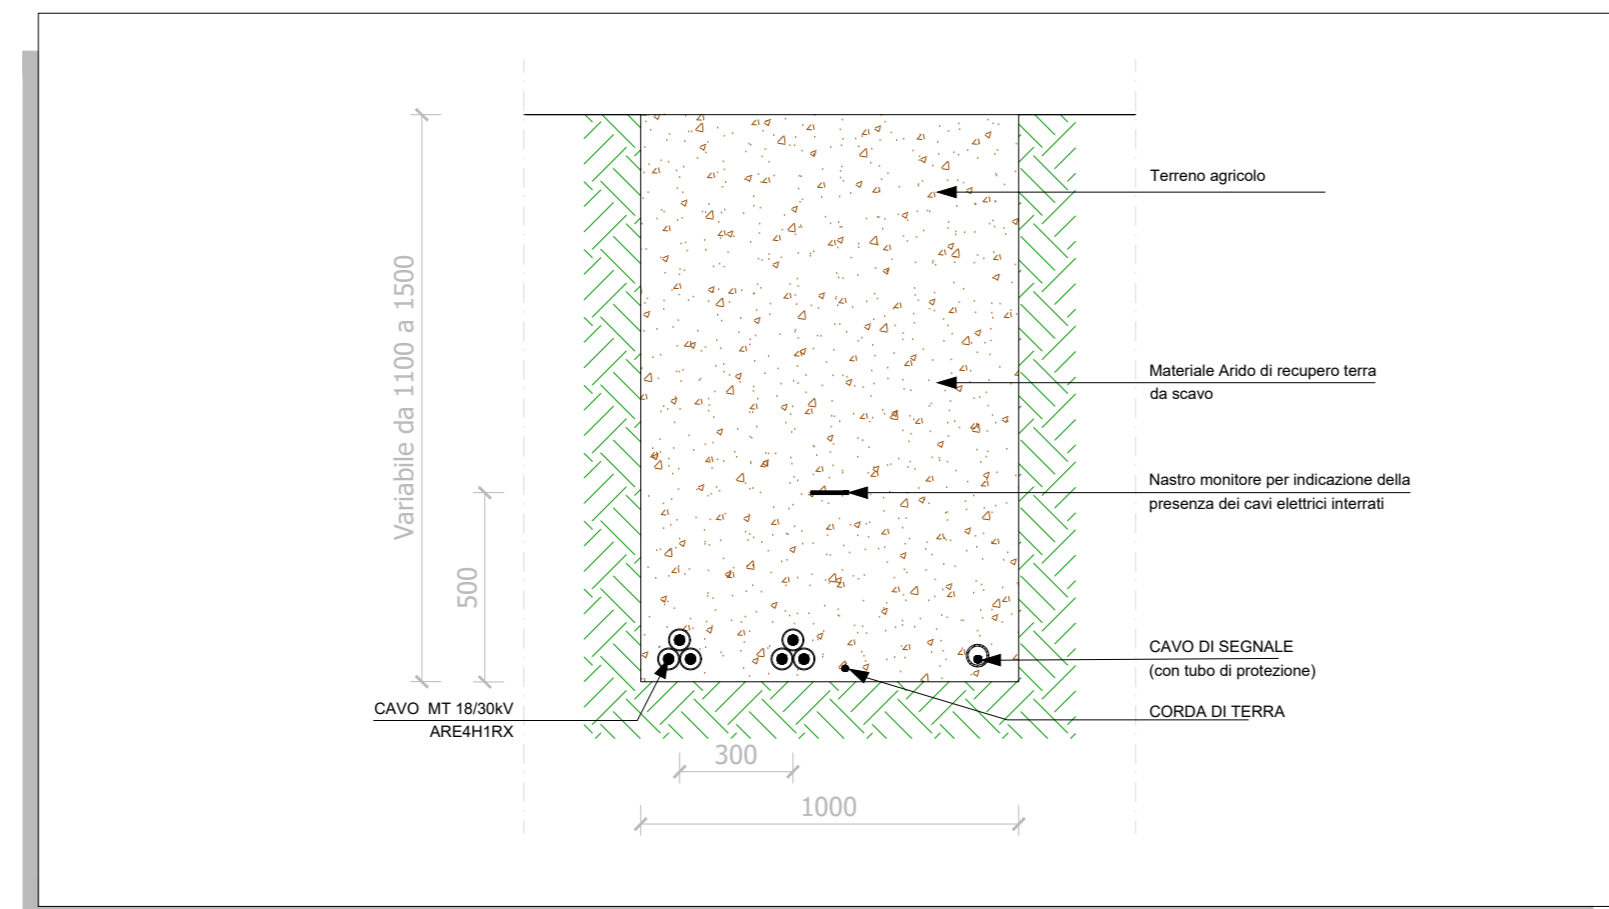 Terreno agricolo
Variabile da 1100 a 1500
Materiale Arido di recupero terra
da scavo
Nastro monitore per indicazione della
presenza dei cavi elettrici interrati
500
CAVO DI SEGNALE
(con tubo di protezione)
CAVO MT 18/30kV
ARE4H1RX
CORDA DI TERRA
300
1000